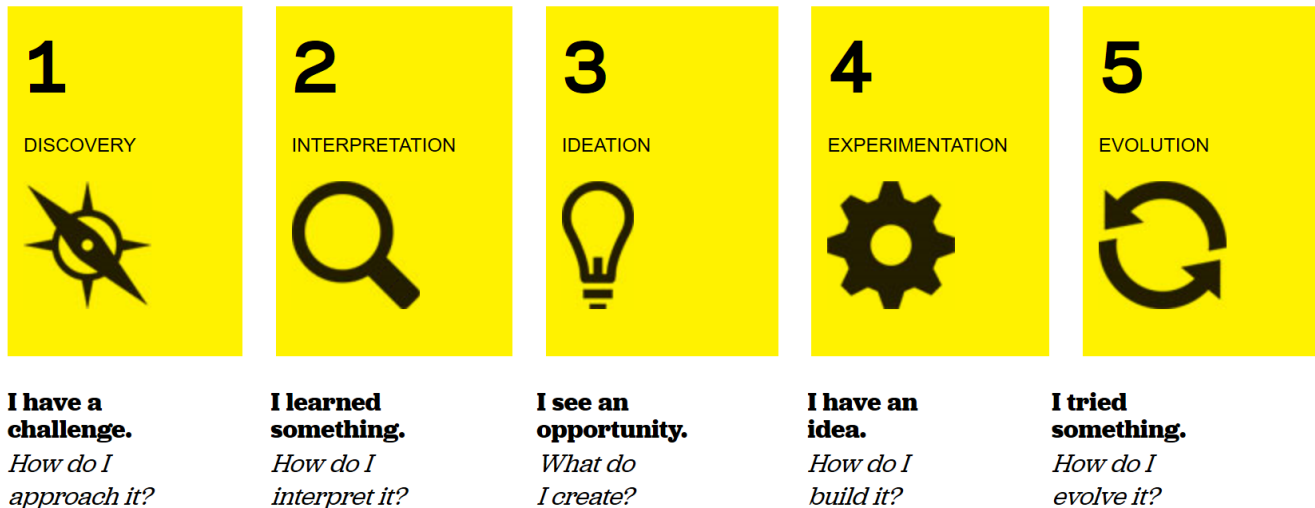 1
DISCOVERY
I have a
challenge.
How do I
approach it?
2
INTERPRETATION
I learned
something.
How do I
interpret it?
3
IDEATION
I see an
opportunity.
What do
I create?
4
EXPERIMENTATION
I have an
idea.
How do I
build it?
5
EVOLUTION
I tried
something.
How do I
evolve it?